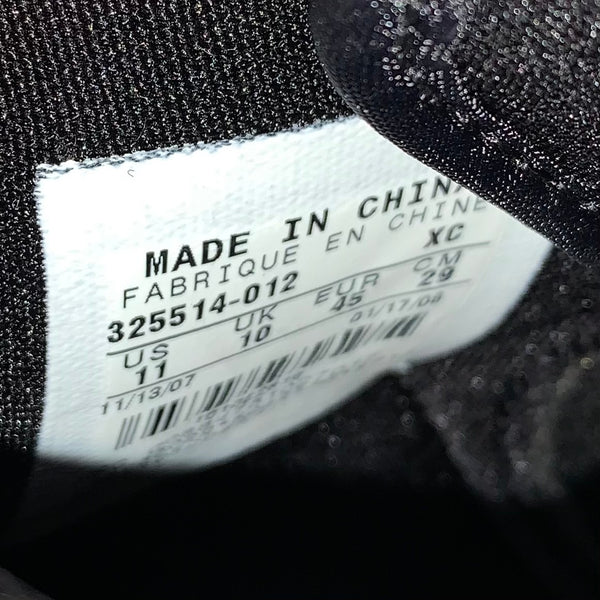 MADE IN CHINA
FABRIQUE EN CHINE
325514-012 XC
US UK EUR CM
11 10 45 29
11/13/07 01/17/08